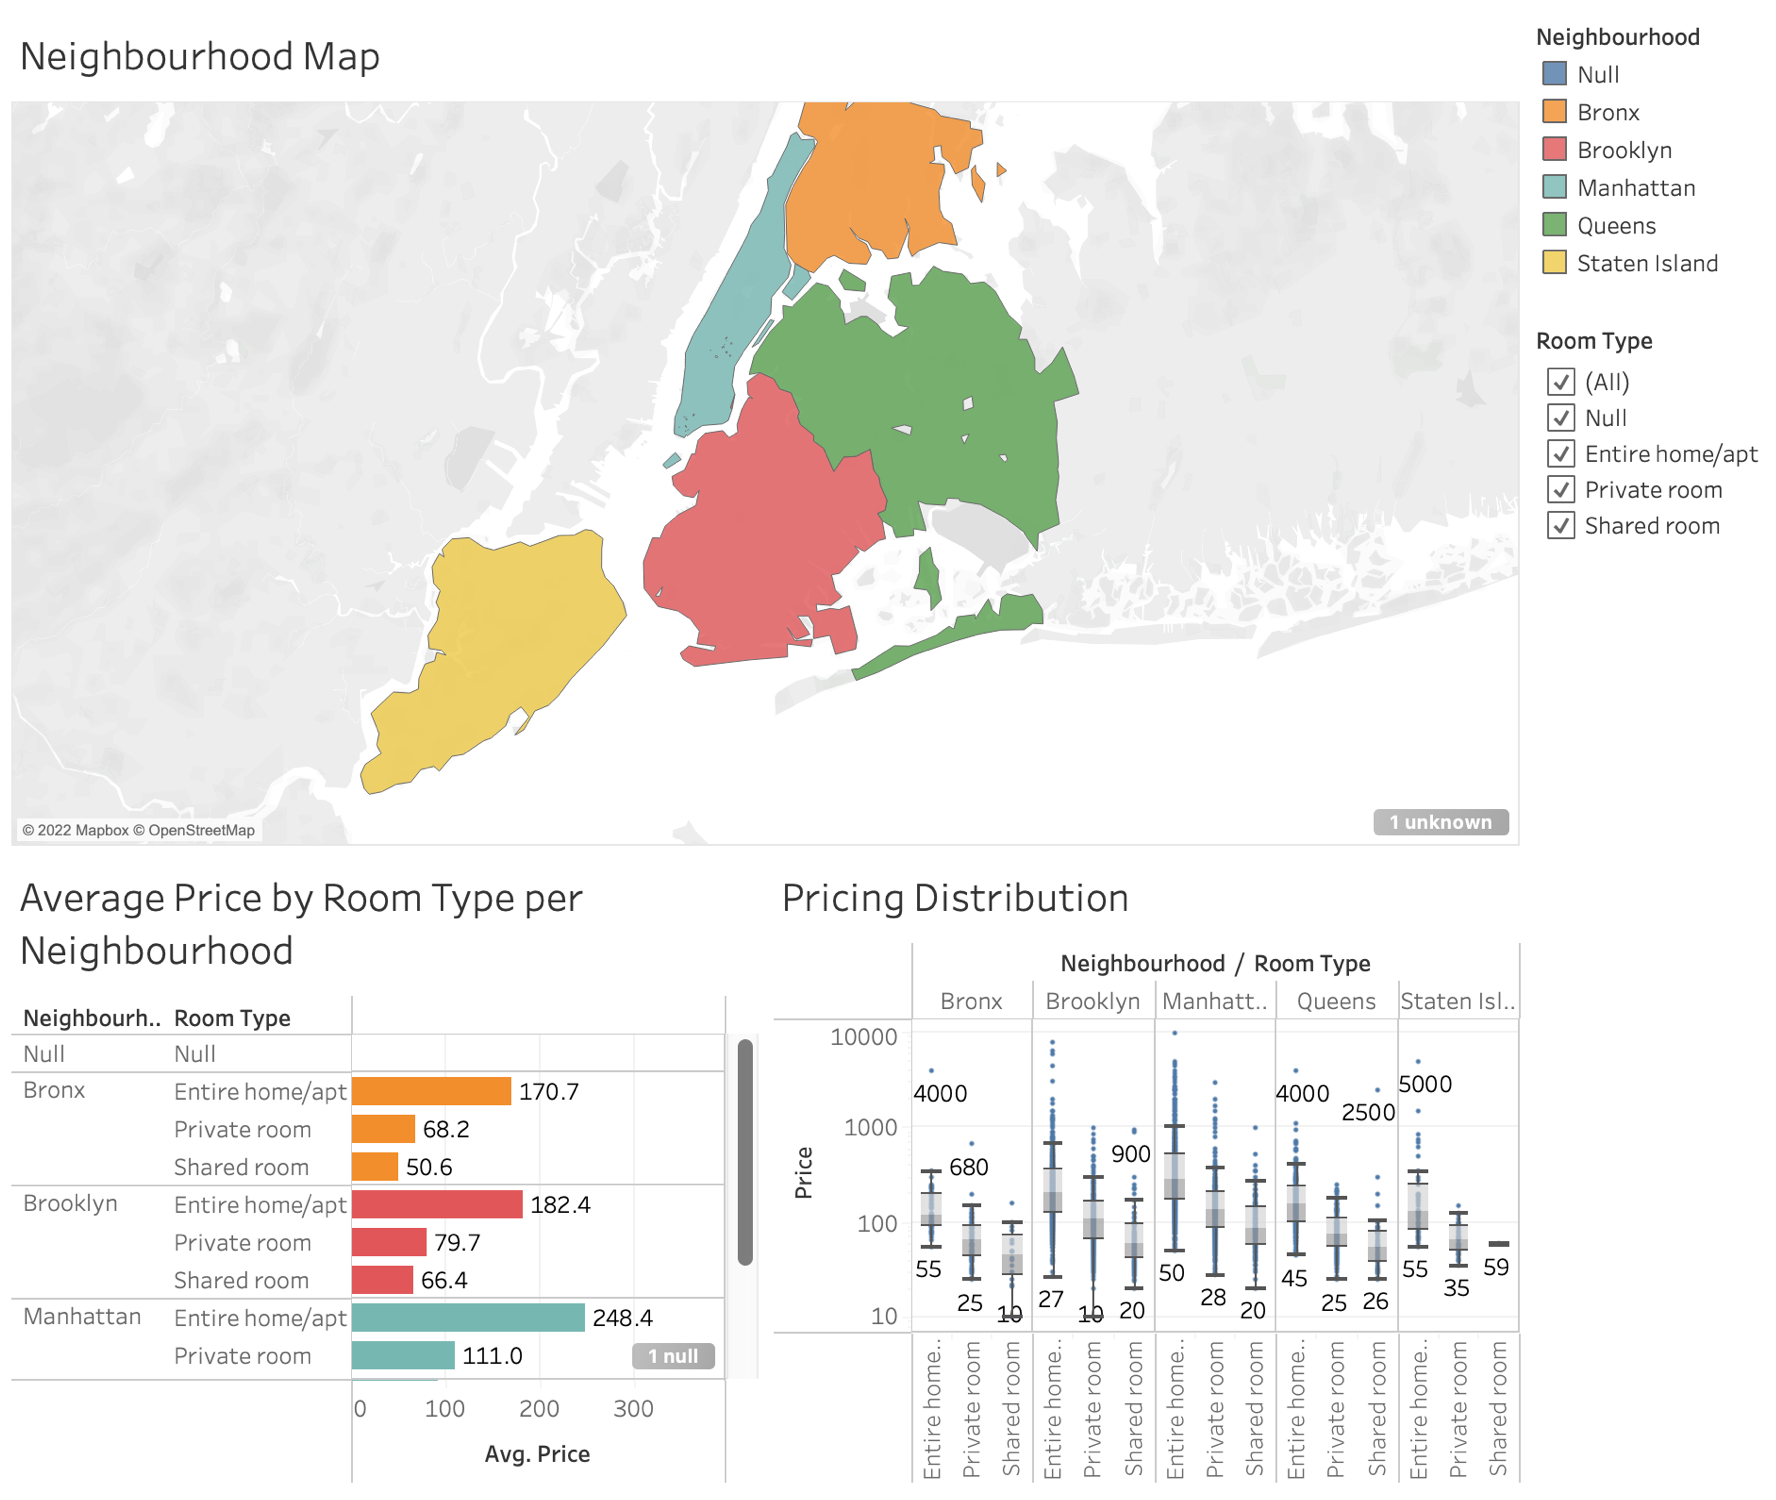 Neighbourhood Map
Neighbourhood
Null
Bronx
Brooklyn
Manhattan
Queens
Staten Island
Room Type
(All)
Null
Entire home/apt
Private room
Shared room
© 2022 Mapbox © OpenStreetMap
1 unknown
Average Price by Room Type per
Neighbourhood
Neighbourh.. Room Type
Null Null
Bronx Entire home/apt 170.7
Private room 68.2
Shared room 50.6
Brooklyn Entire home/apt 182.4
Private room 79.7
Shared room 66.4
Manhattan Entire home/apt 248.4
Private room 111.0
1 null
0 100 200 300
Avg. Price
Pricing Distribution
Neighbourhood / Room Type
Bronx Brooklyn Manhatt.. Queens Staten Isl..
Price
10000
1000
100
10
4000 680 900 4000 2500 5000
55 25 10 27 10 20 50 28 20 45 25 26 55 35 59
Entire home..
Private room
Shared room
Entire home..
Private room
Shared room
Entire home..
Private room
Shared room
Entire home..
Private room
Shared room
Entire home..
Private room
Shared room